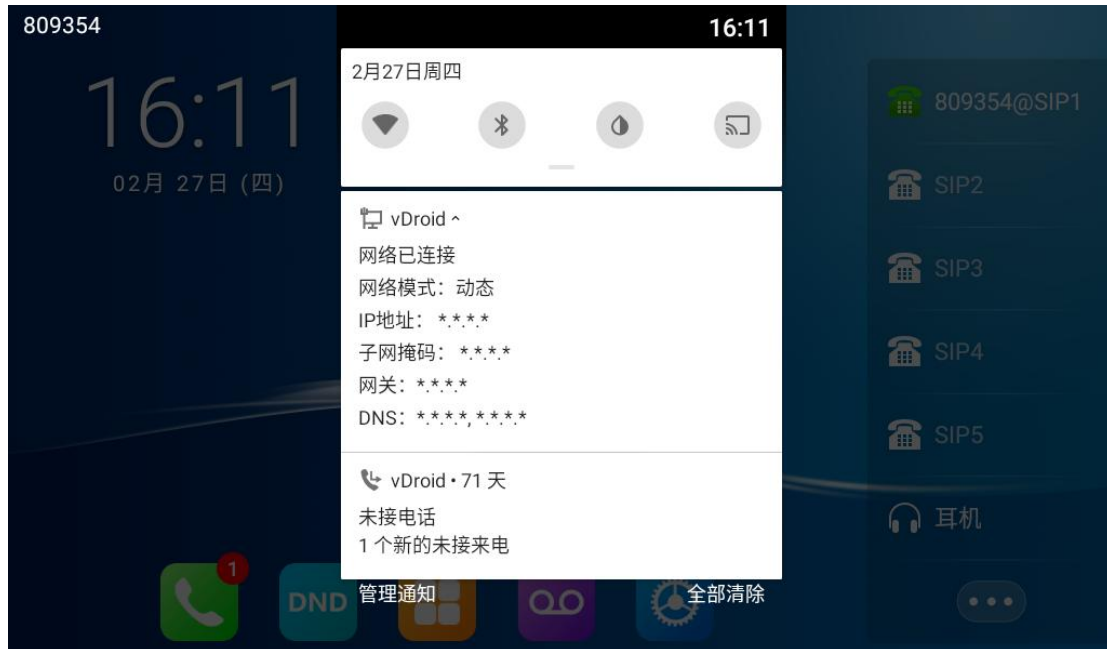 809354
16:11
16:11
02月 27日 (四)
2月27日周四
vDroid
网络已连接
网络模式：动态
IP地址： *.*.*.*
子网掩码： *.*.*.*
网关：*.*.*.*
DNS：*.*.*.*, *.*.*.*
vDroid • 71 天
未接电话
1 个新的未接来电
管理通知
全部清除
809354@SIP1
SIP2
SIP3
SIP4
SIP5
耳机
1
DND